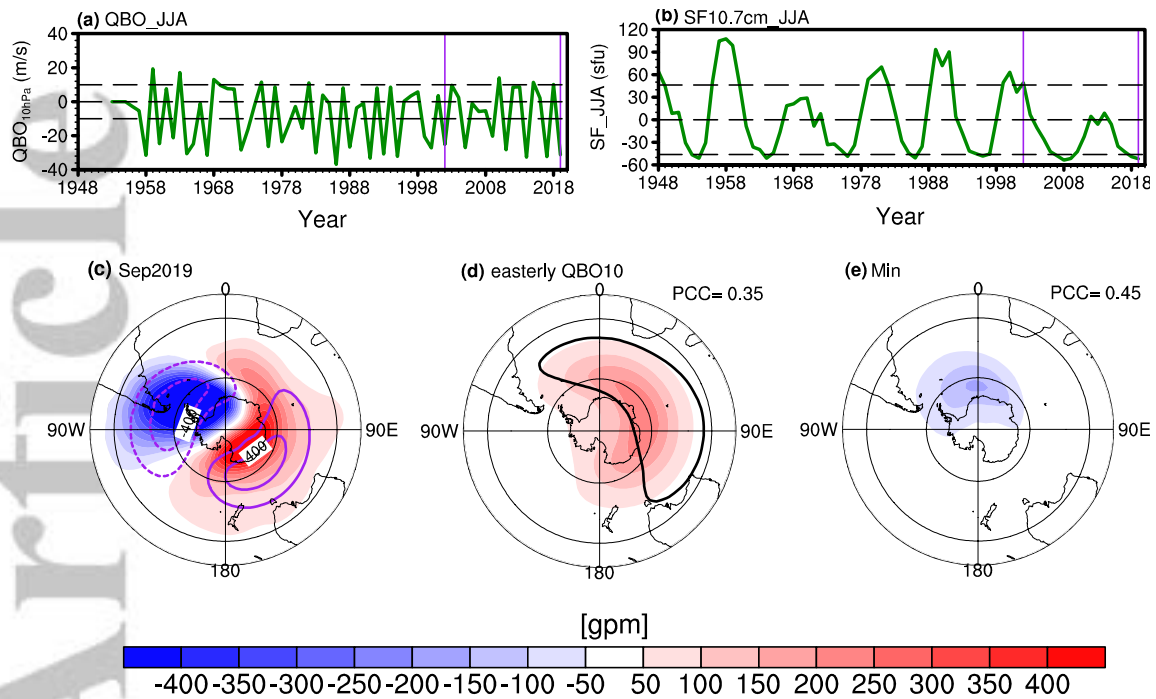 (a) QBO_JJA
QBO10hPa (m/s)
40
20
0
-20
-40
1948 1958 1968 1978 1988 1998 2008 2018
Year
(b) SF10.7cm_JJA
SF_JJA (sfu)
120
90
60
30
0
-30
-60
1948 1958 1968 1978 1988 1998 2008 2018
Year
(c) Sep2019
0
90W
90E
180
-400
400
(d) easterly QBO10
PCC= 0.35
0
90W
90E
180
(e) Min
PCC= 0.45
0
90W
90E
180
[gpm]
-400 -350 -300 -250 -200 -150 -100 -50 50 100 150 200 250 300 350 400
Article